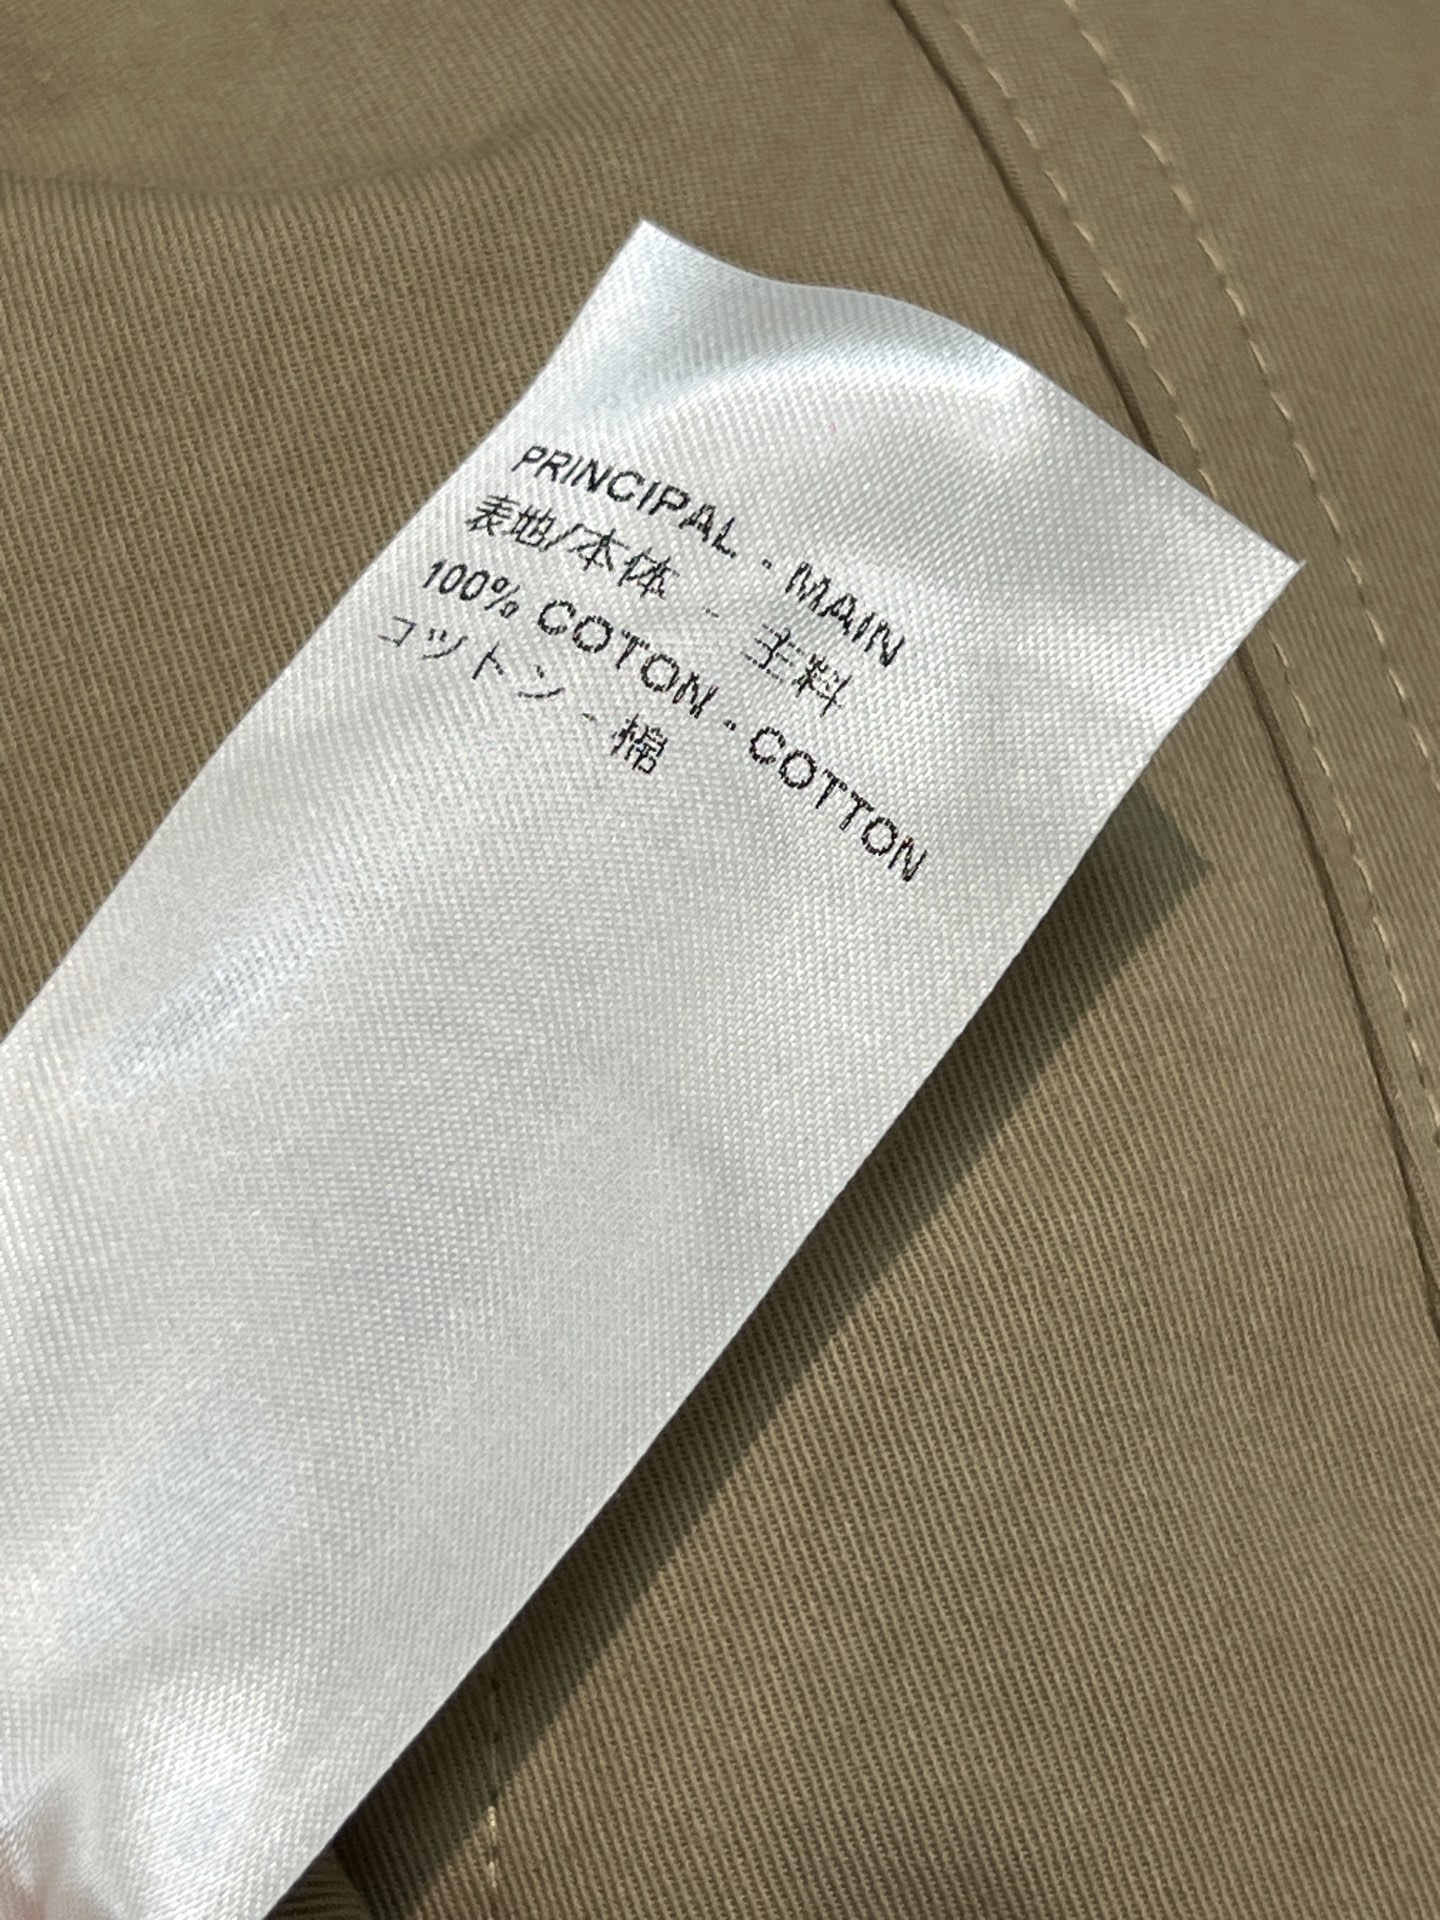 PRINCIPAL - MAIN
表地/本体 - 主料
100% COTON - COTTON
コットン - 棉